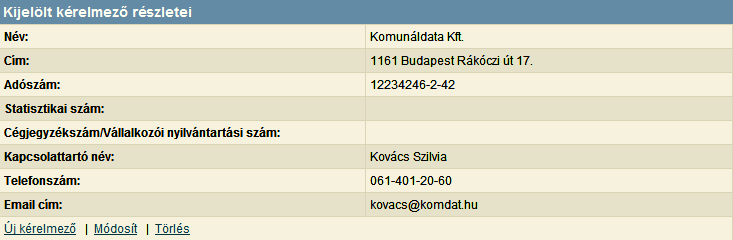 Kijelölt kérelmező részletei
Név: Komunáldata Kft.
Cím: 1161 Budapest Rákóczi út 17.
Adószám: 12234246-2-42
Statisztikai szám:
Cégjegyzékszám/Vállalkozói nyilvántartási szám:
Kapcsolattartó név: Kovács Szilvia
Telefonszám: 061-401-20-60
Email cím: kovacs@komdat.hu
Új kérelmező | Módosít | Törlés